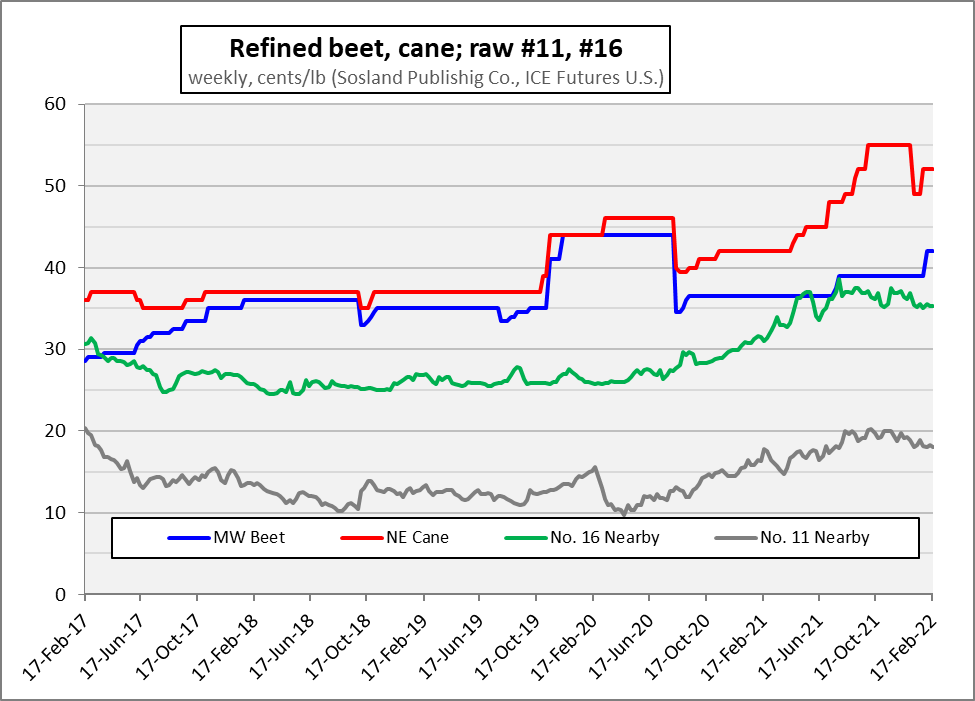 Refined beet, cane; raw #11, #16
weekly, cents/lb (Sosland Publishig Co., ICE Futures U.S.)
60
50
40
30
20
10
0
MW Beet NE Cane No. 16 Nearby No. 11 Nearby
17-Feb-17 17-Jun-17 17-Oct-17 17-Feb-18 17-Jun-18 17-Oct-18 17-Feb-19 17-Jun-19 17-Oct-19 17-Feb-20 17-Jun-20 17-Oct-20 17-Feb-21 17-Jun-21 17-Oct-21 17-Feb-22